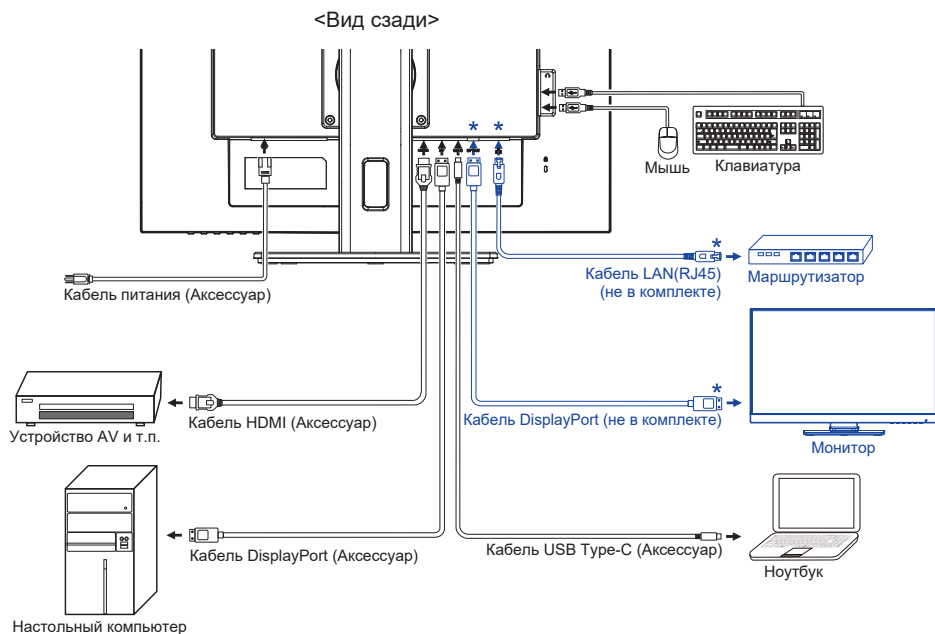 <Вид сзади>
*
*
Мышь
Клавиатура
*
Кабель LAN(RJ45)
(не в комплекте)
Маршрутизатор
Кабель питания (Аксессуар)
*
Кабель HDMI (Аксессуар)
Кабель DisplayPort (не в комплекте)
Устройство AV и т.п.
Монитор
Кабель DisplayPort (Аксессуар)
Кабель USB Type-C (Аксессуар)
Ноутбук
Настольный компьютер